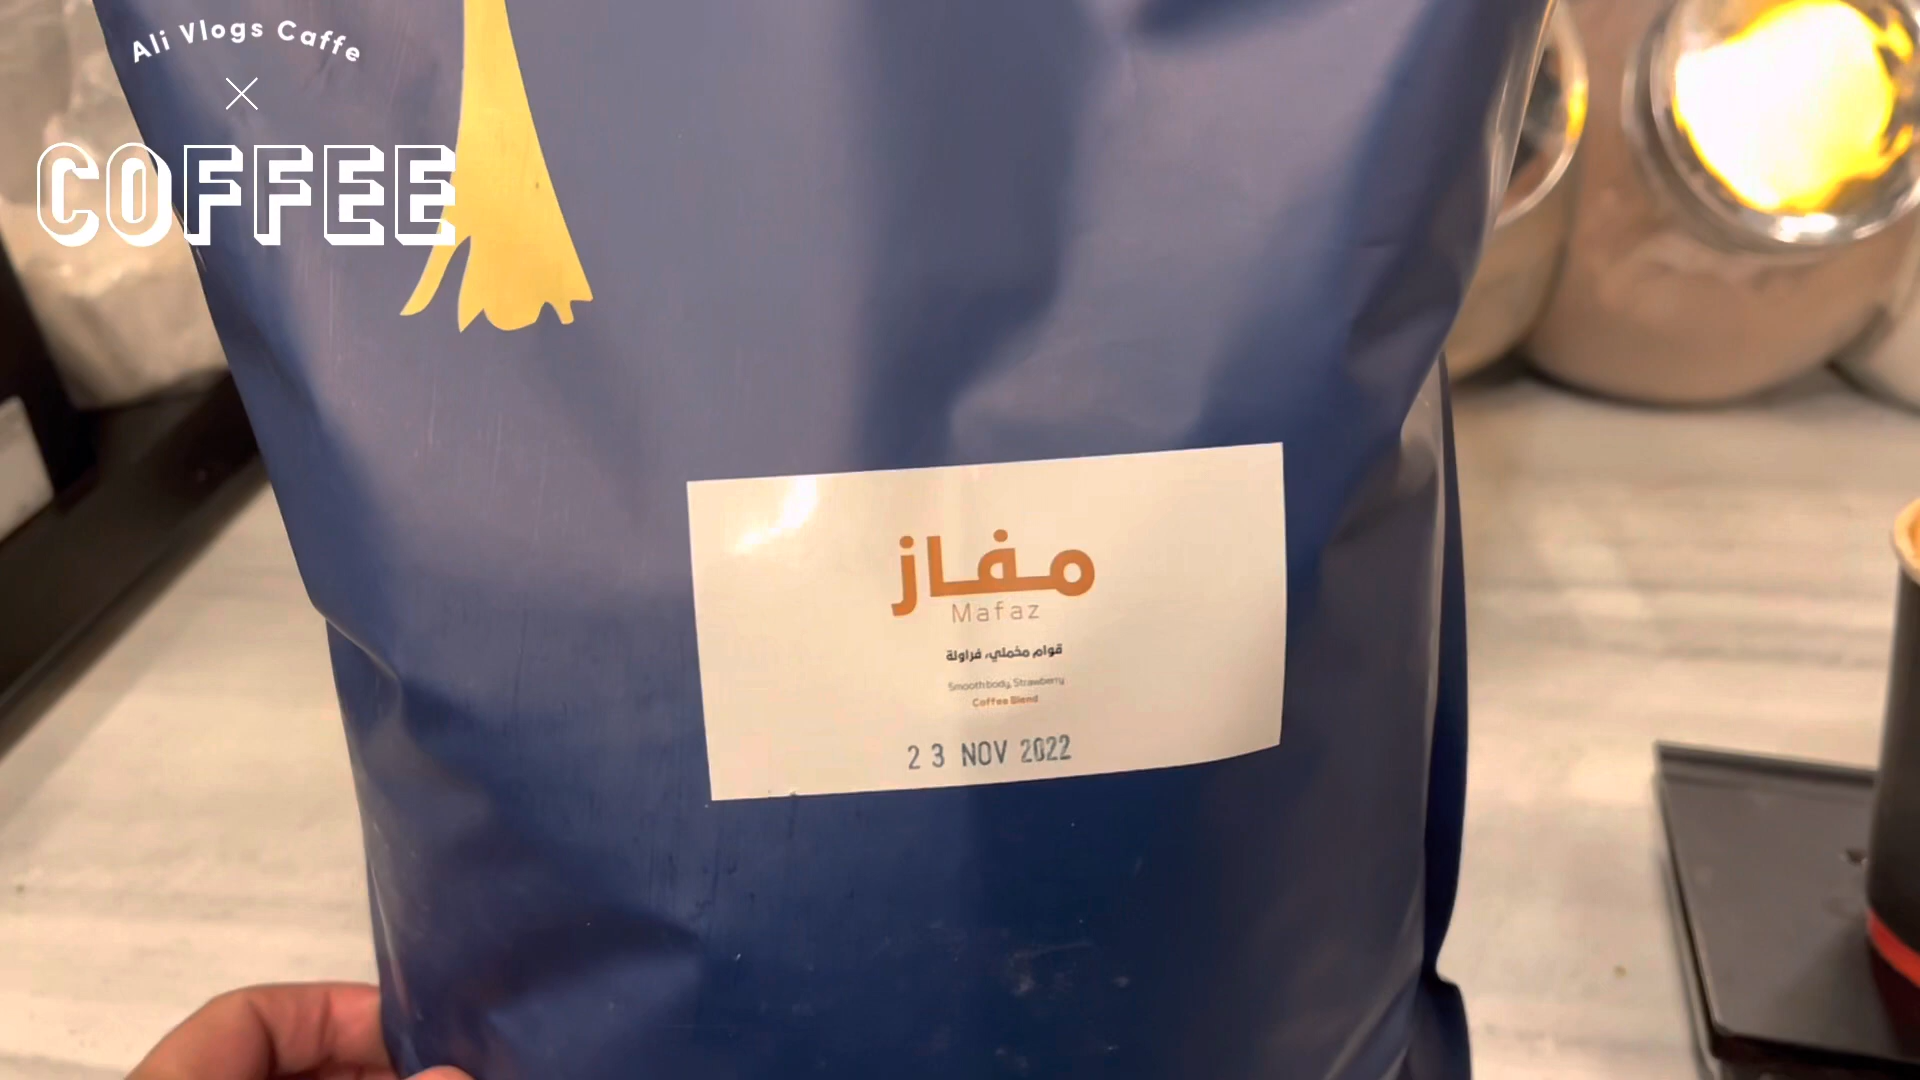 Ali Vlogs Caffe
×
COFFEE
مفاز
Mafaz
قوام مخملي، فراولة
Smooth body, Strawberry
Coffee Blend
23 NOV 2022